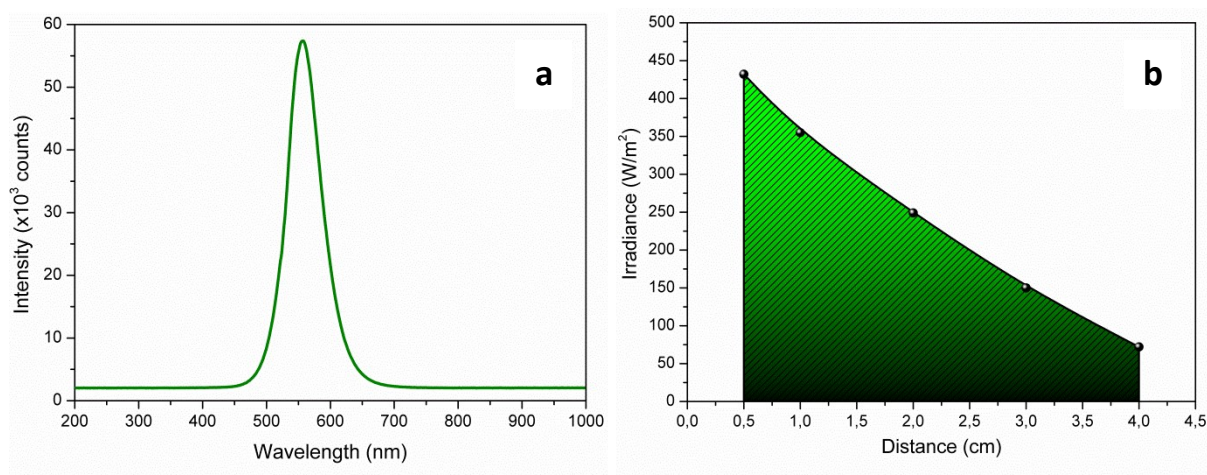 a
Intensity (x10³ counts)
60
50
40
30
20
10
0
200 300 400 500 600 700 800 900 1000
Wavelength (nm)
b
Irradiance (W/m²)
500
450
400
350
300
250
200
150
100
50
0
0,0 0,5 1,0 1,5 2,0 2,5 3,0 3,5 4,0 4,5
Distance (cm)